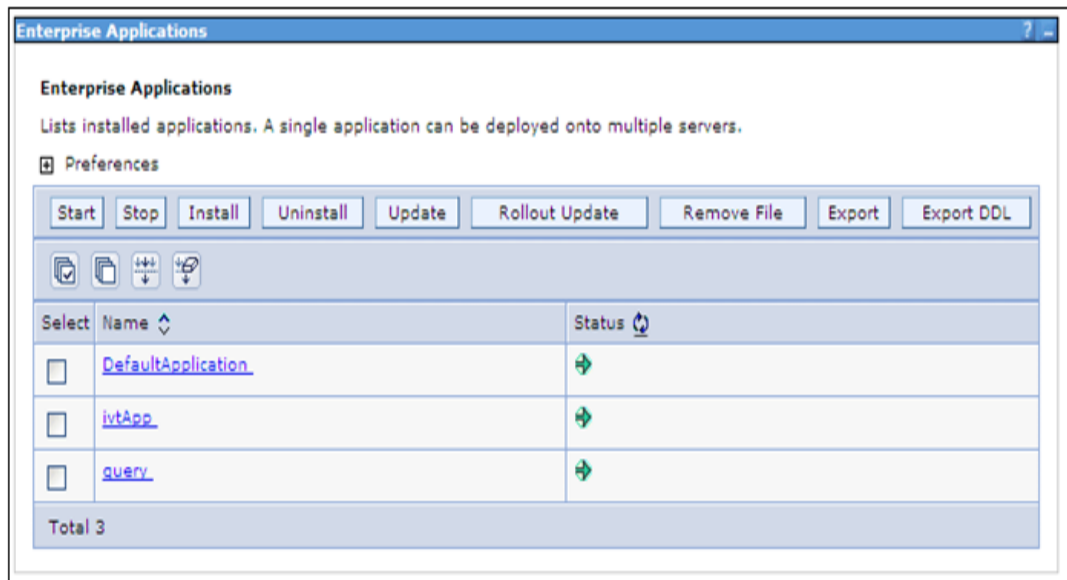 Enterprise Applications ? –
Enterprise Applications
Lists installed applications. A single application can be deployed onto multiple servers.
Preferences
Start Stop Install Uninstall Update Rollout Update Remove File Export Export DDL
Select Name Status
DefaultApplication
ivtApp
query
Total 3